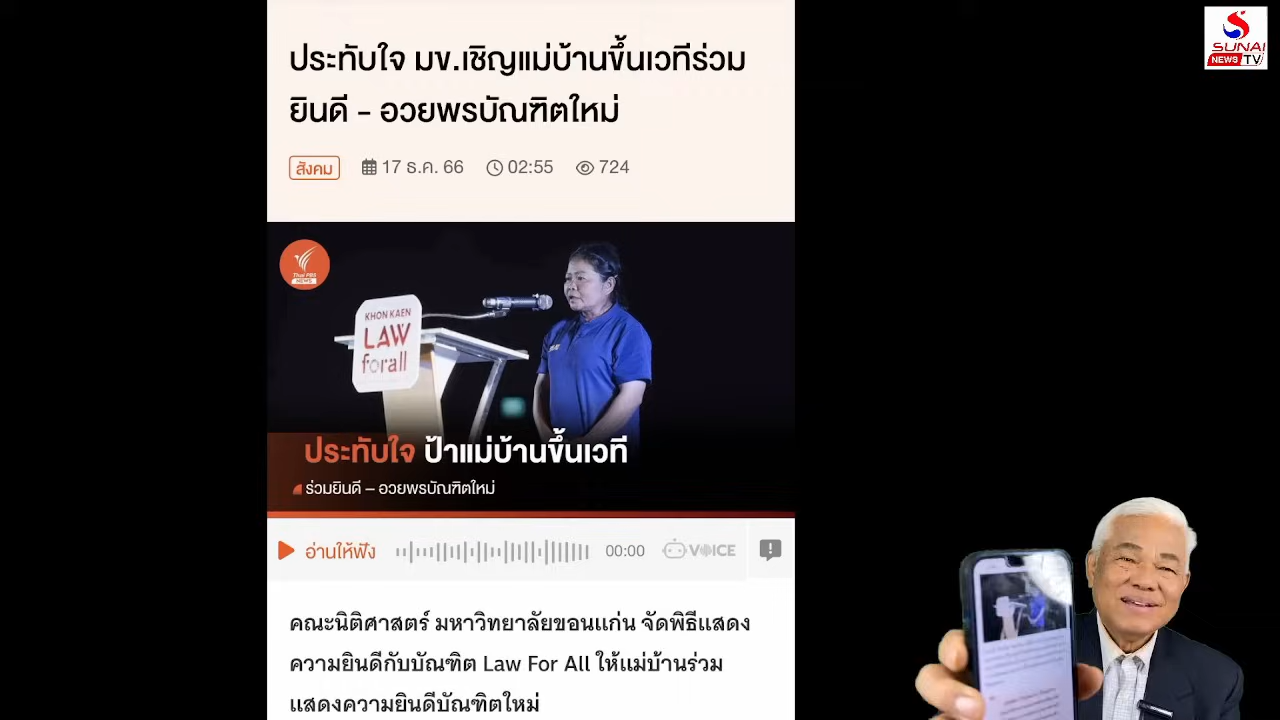 ประทับใจ มข.เชิญแม่บ้านขึ้นเวทีร่วม
ยินดี - อวยพรบัณฑิตใหม่
สังคม 17 ธ.ค. 66 02:55 724
SUNAI
NEWS TV
Thai PBS
NEWS
KHON KAEN
LAW
forall
ประทับใจ ป้าแม่บ้านขึ้นเวที
ร่วมยินดี – อวยพรบัณฑิตใหม่
อ่านให้ฟัง 00:00 VOICE
คณะนิติศาสตร์ มหาวิทยาลัยขอนแก่น จัดพิธีแสดง
ความยินดีกับบัณฑิต Law For All ให้แม่บ้านร่วม
แสดงความยินดีบัณฑิตใหม่